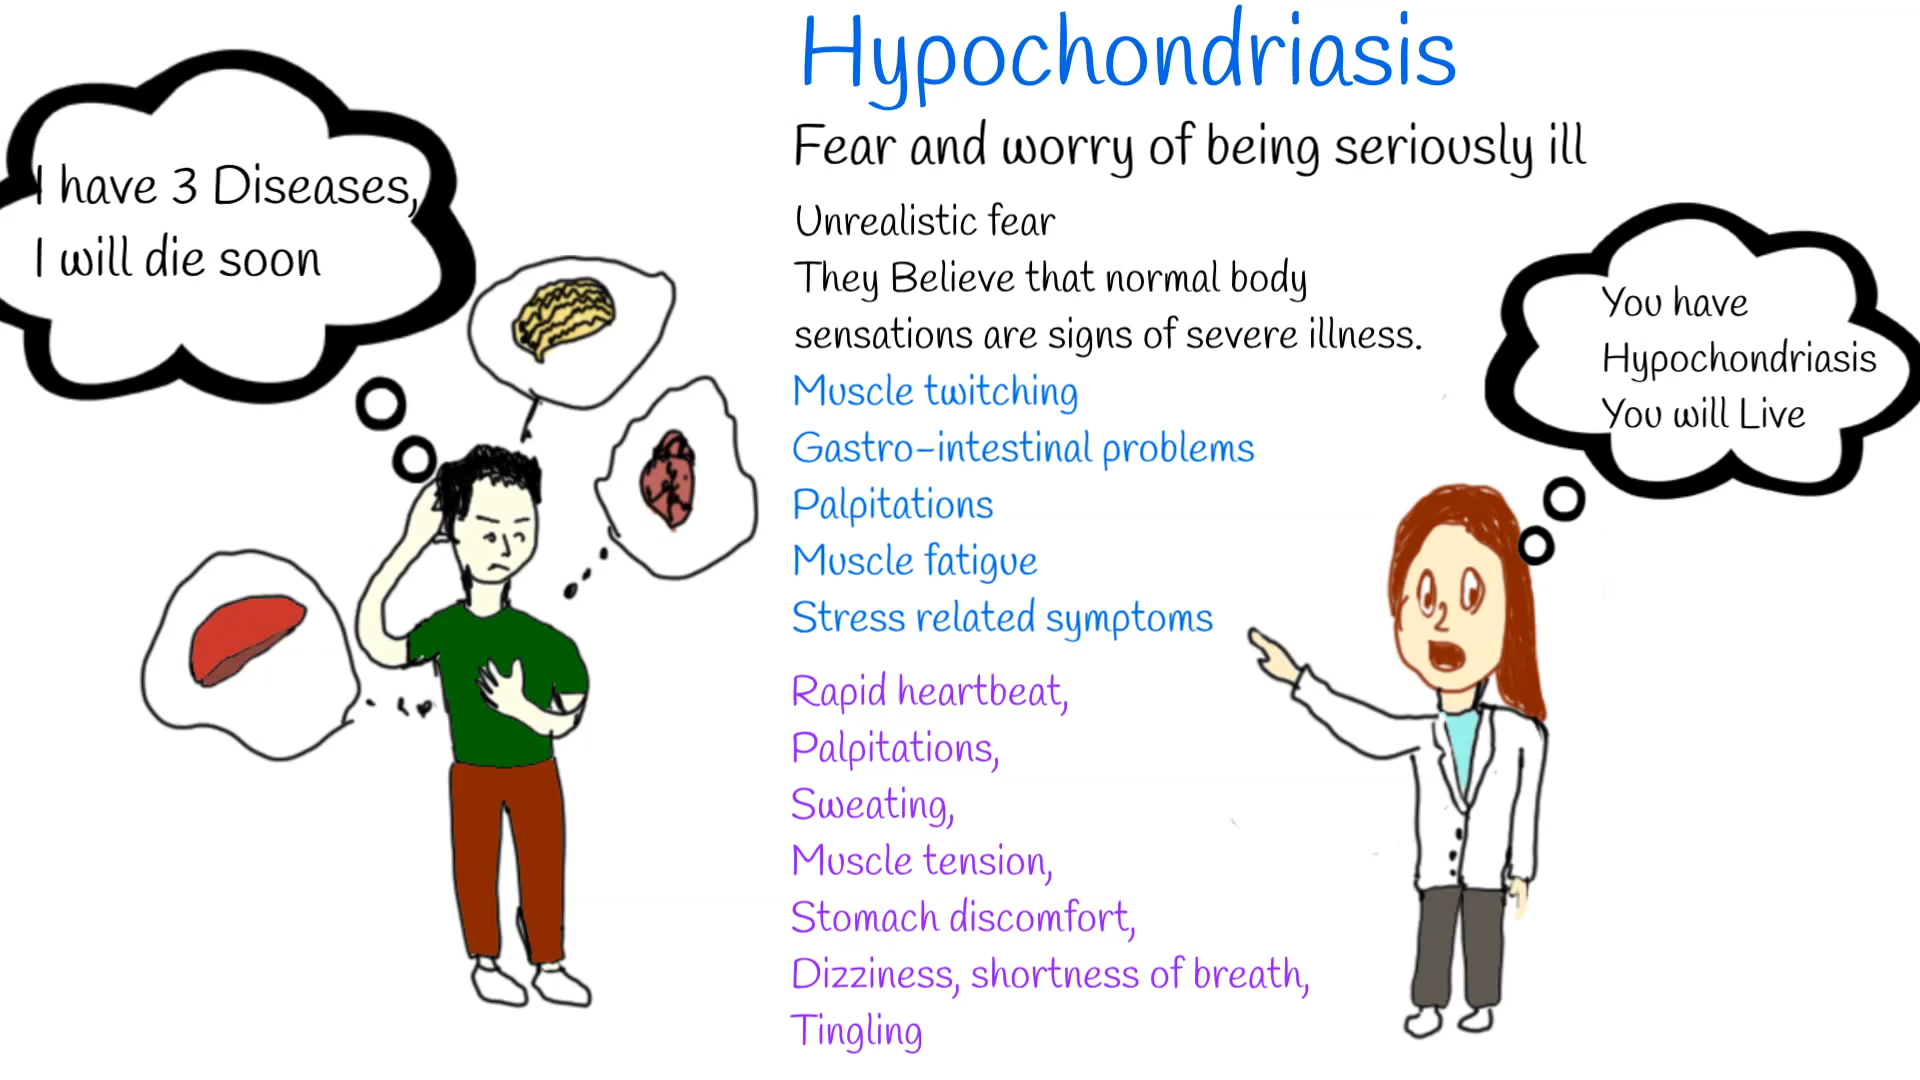 Hypochondriasis
Fear and worry of being seriously ill
I have 3 Diseases,
I will die soon
Unrealistic fear
They Believe that normal body
sensations are signs of severe illness.
Muscle twitching
Gastro-intestinal problems
Palpitations
Muscle fatigue
Stress related symptoms
Rapid heartbeat,
Palpitations,
Sweating,
Muscle tension,
Stomach discomfort,
Dizziness, shortness of breath,
Tingling
You have
Hypochondriasis
You will Live